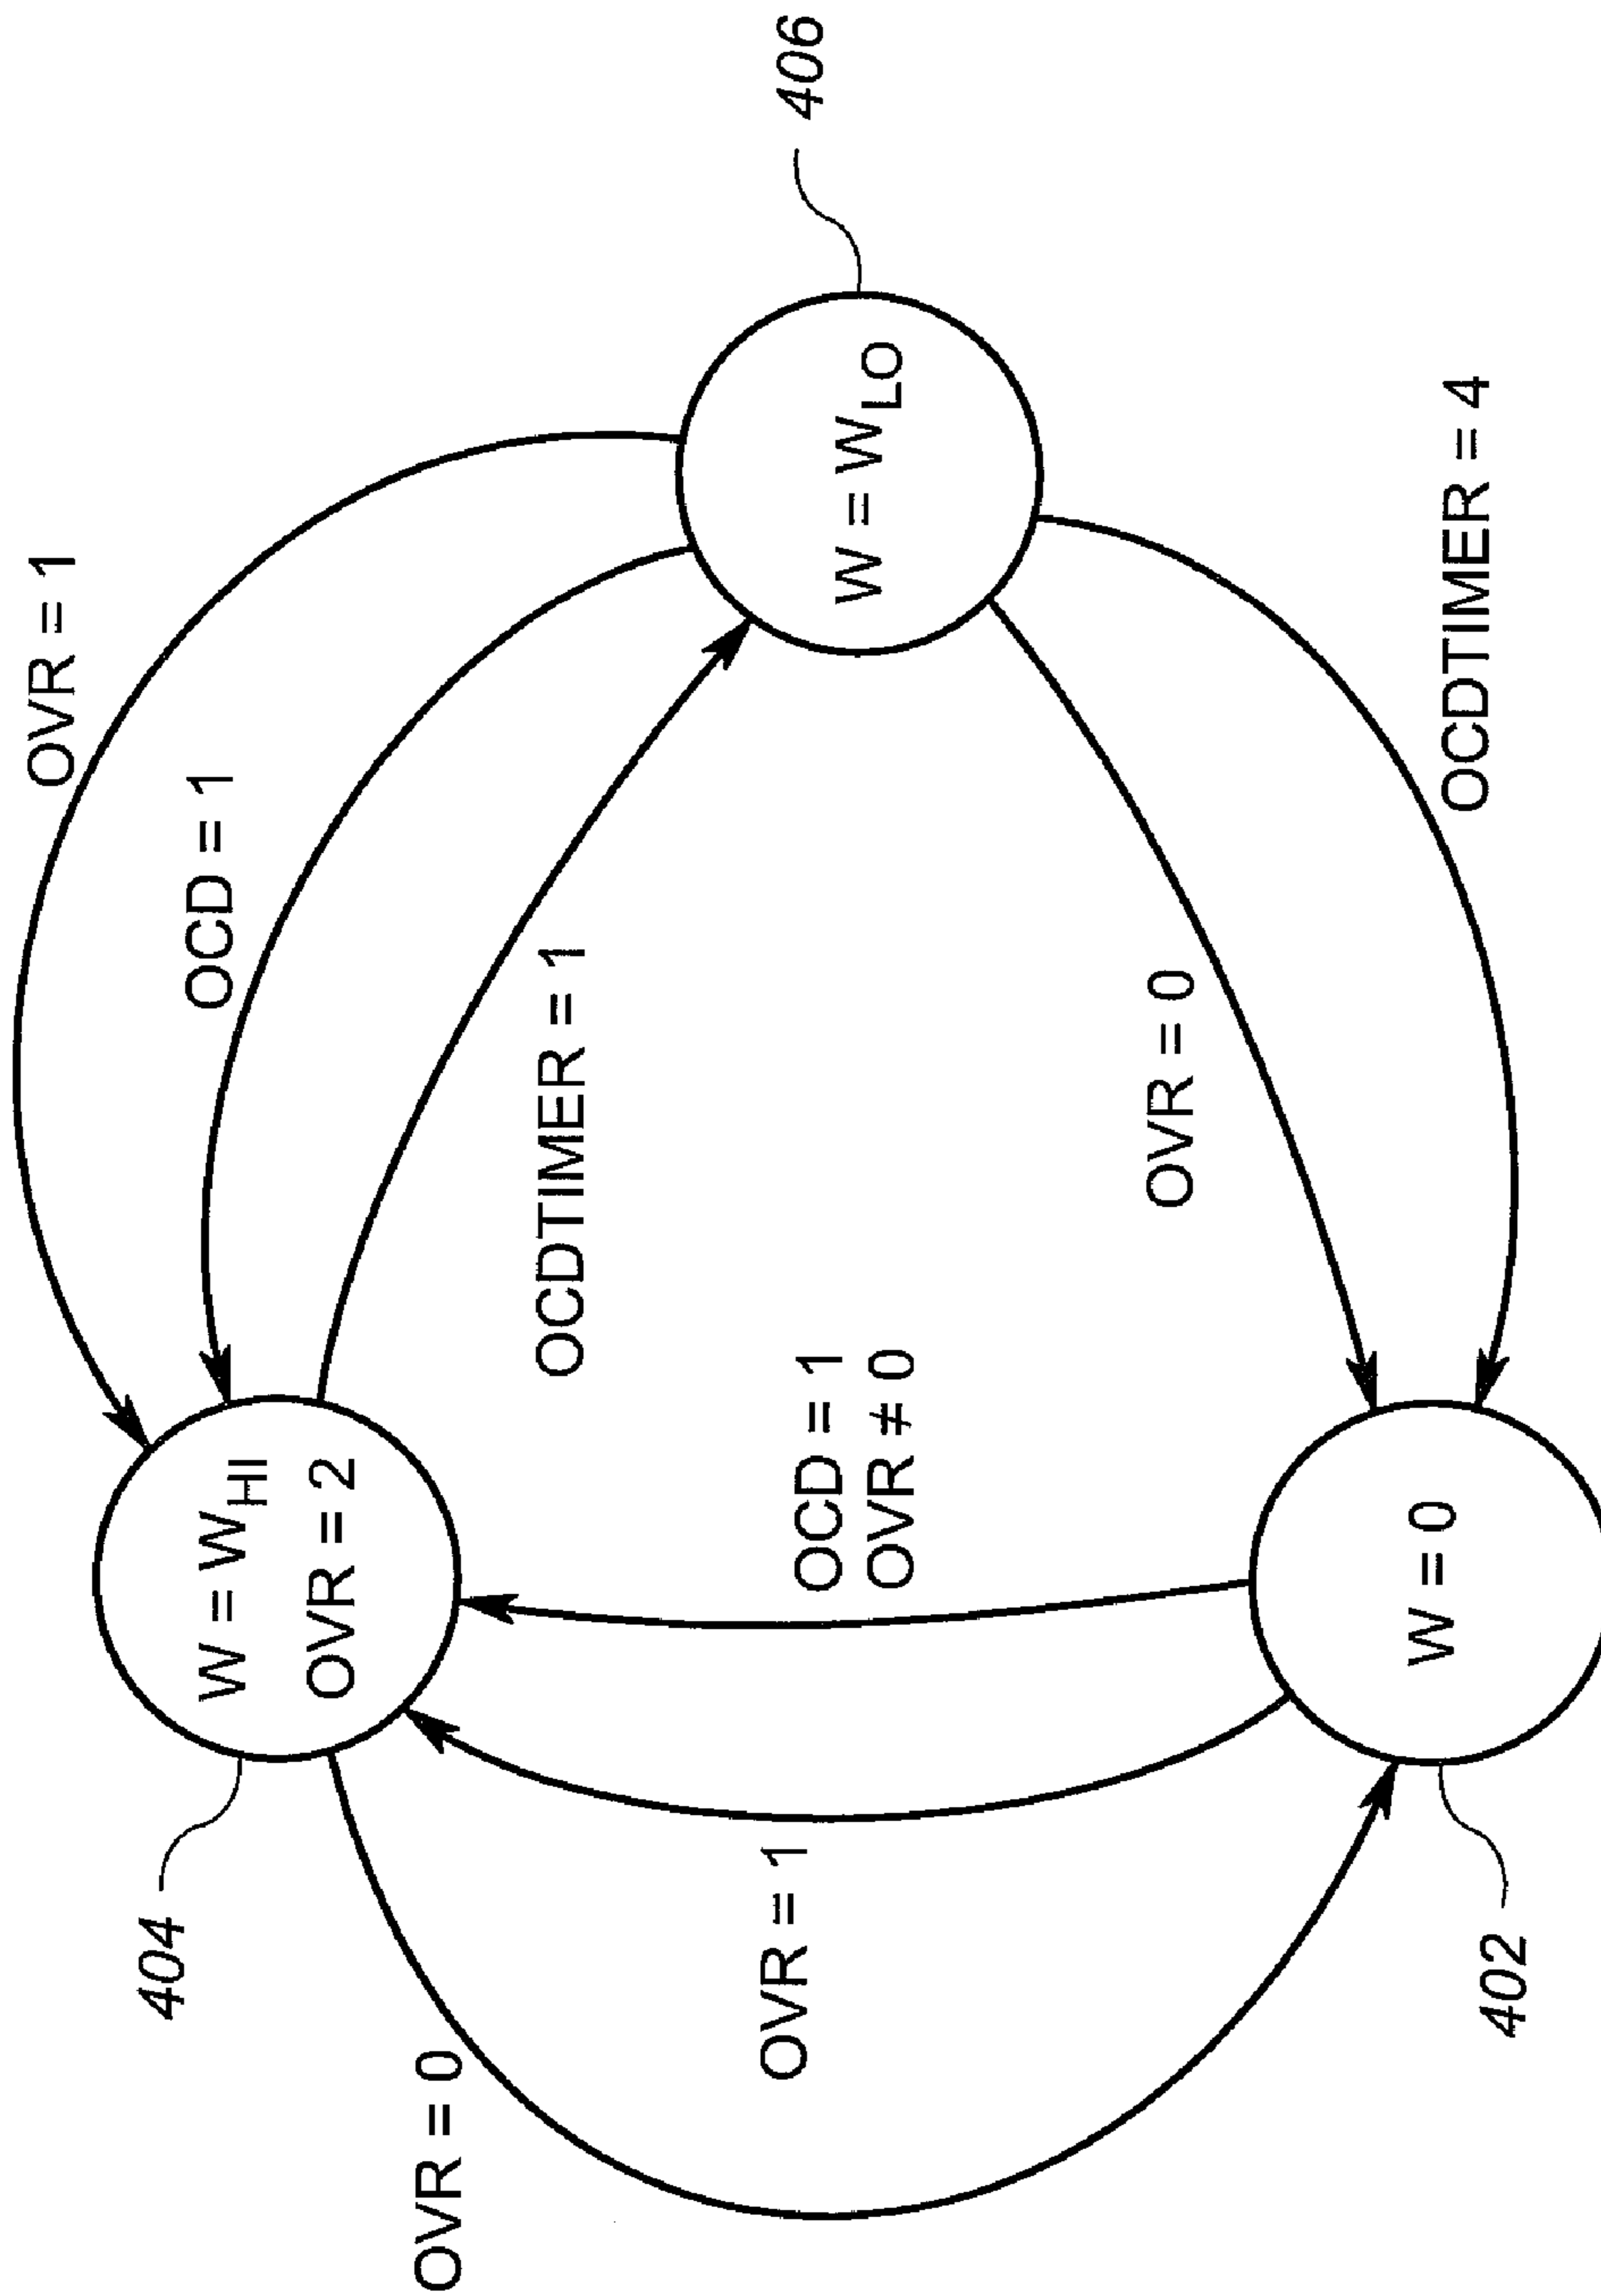 OVR = 1
OCD = 1
OCDTIMER = 1
406
W = W_LO
404
W = W_HI
OVR = 2
OVR = 0
OVR = 1
OCD = 1
OVR ≠ 0
OVR = 0
OCDTIMER = 4
W = 0
402